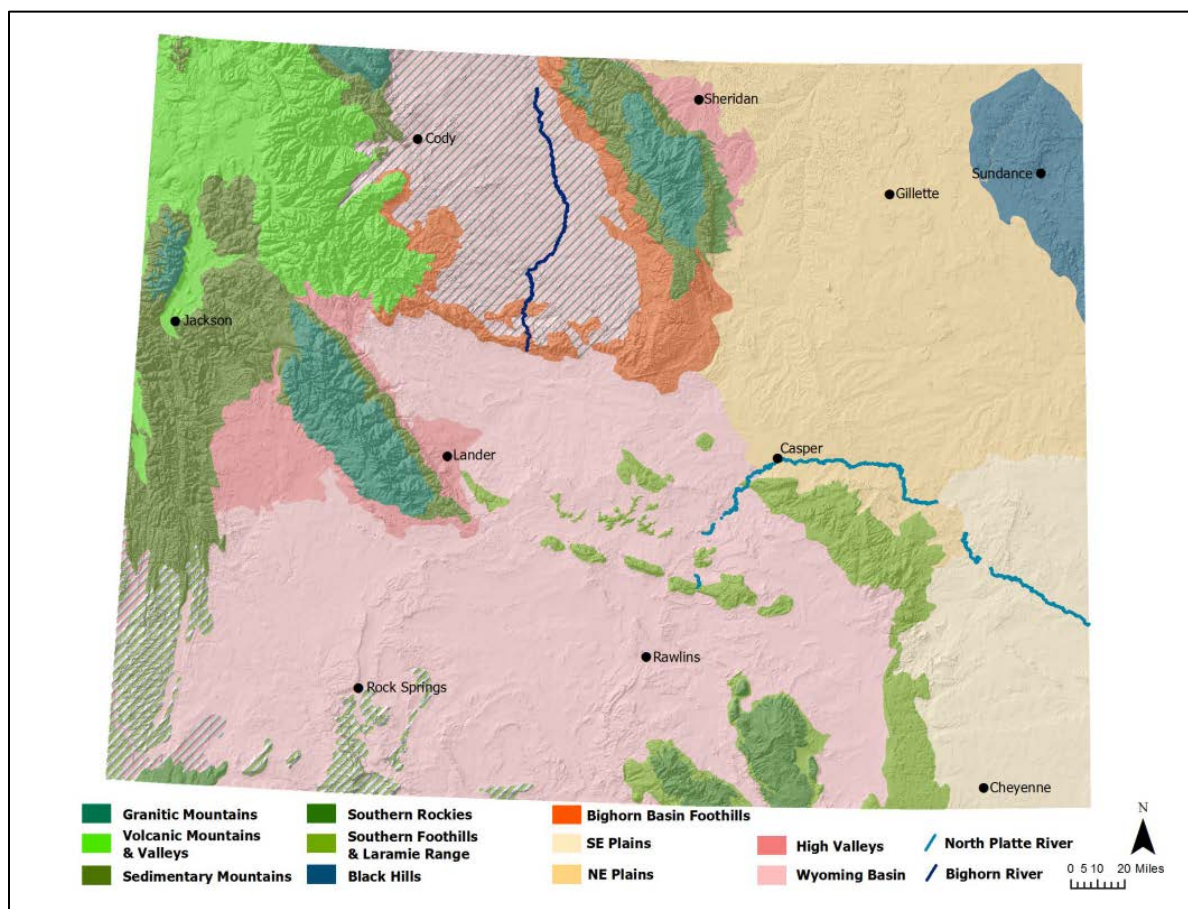 Sheridan
Cody
Sundance
Gillette
Jackson
Lander
Casper
Rawlins
Rock Springs
Cheyenne
Granitic Mountains
Volcanic Mountains
& Valleys
Sedimentary Mountains
Southern Rockies
Southern Foothills
& Laramie Range
Black Hills
Bighorn Basin Foothills
SE Plains
NE Plains
High Valleys
Wyoming Basin
North Platte River
Bighorn River
N
0 5 10 20 Miles